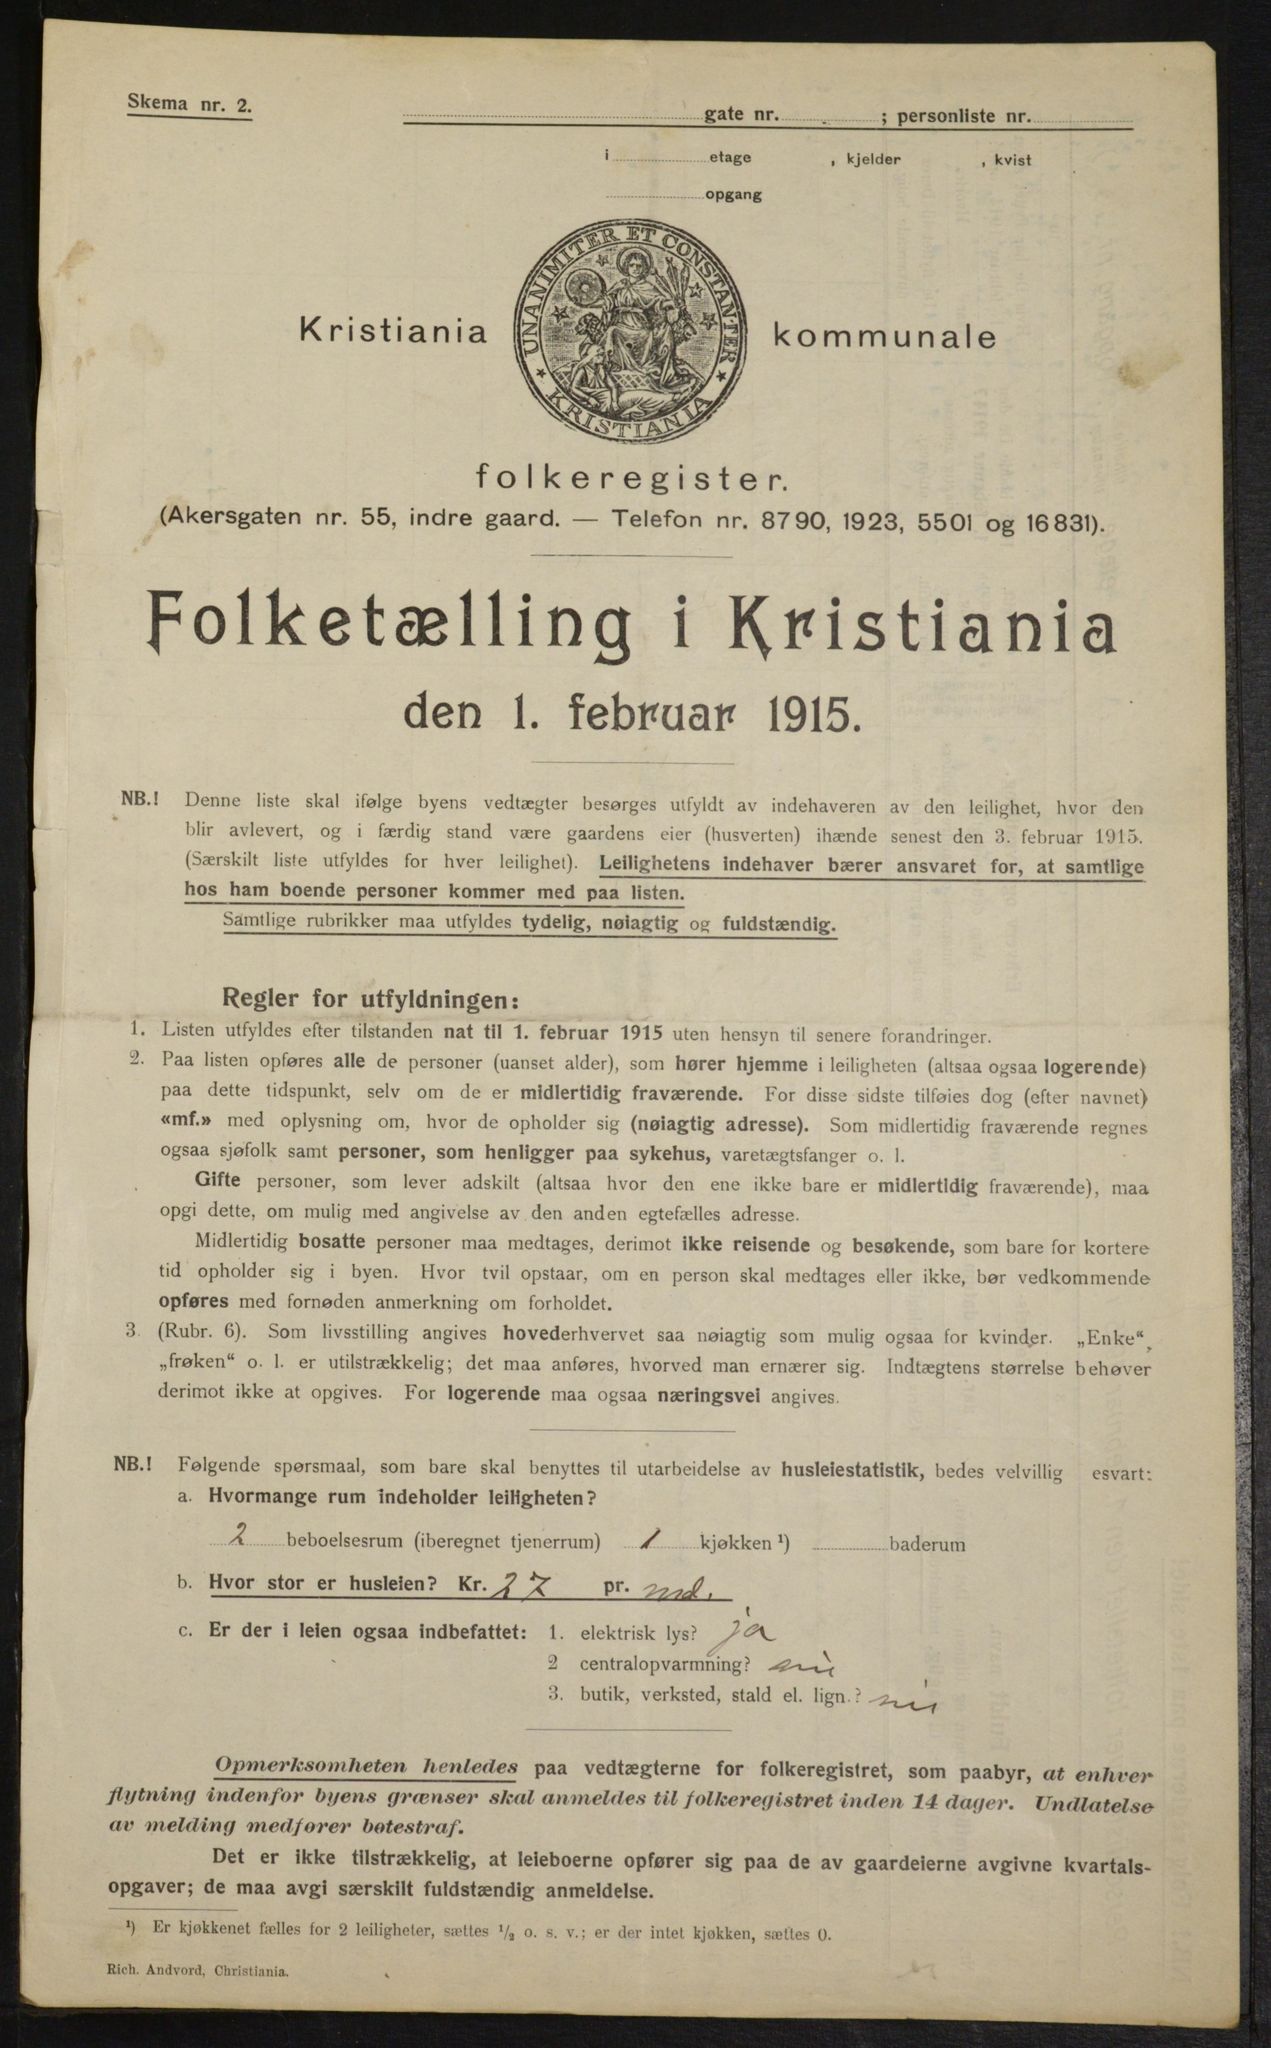 Skema nr. 2.
gate nr. ; personliste nr.
i etage , kjelder , kvist
opgang
UNANIMITER ET CONSTANTER
KRISTIANIA
Kristiania kommunale
folkeregister.
(Akersgaten nr. 55, indre gaard. — Telefon nr. 8790, 1923, 5501 og 16831).
Folketælling i Kristiania
den 1. februar 1915.
NB.! Denne liste skal ifølge byens vedtægter besørges utfyldt av indehaveren av den leilighet, hvor den
blir avlevert, og i færdig stand være gaardens eier (husverten) ihænde senest den 3. februar 1915.
(Særskilt liste utfyldes for hver leilighet). Leilighetens indehaver bærer ansvaret for, at samtlige
hos ham boende personer kommer med paa listen.
Samtlige rubrikker maa utfyldes tydelig, nøiagtig og fuldstændig.
Regler for utfyldningen:
1. Listen utfyldes efter tilstanden nat til 1. februar 1915 uten hensyn til senere forandringer.
2. Paa listen opføres alle de personer (uanset alder), som hører hjemme i leiligheten (altsaa ogsaa logerende)
paa dette tidspunkt, selv om de er midlertidig fraværende. For disse sidste tilføies dog (efter navnet)
«mf.» med oplysning om, hvor de opholder sig (nøiagtig adresse). Som midlertidig fraværende regnes
ogsaa sjøfolk samt personer, som henligger paa sykehus, varetægtsfanger o. l.
Gifte personer, som lever adskilt (altsaa hvor den ene ikke bare er midlertidig fraværende), maa
opgi dette, om mulig med angivelse av den anden egtefælles adresse.
Midlertidig bosatte personer maa medtages, derimot ikke reisende og besøkende, som bare for kortere
tid opholder sig i byen. Hvor tvil opstaar, om en person skal medtages eller ikke, bør vedkommende
opføres med fornøden anmerkning om forholdet.
3. (Rubr. 6). Som livsstilling angives hovederhvervet saa nøiagtig som mulig ogsaa for kvinder. „Enke“,
„frøken“ o. l. er utilstrækkelig; det maa anføres, hvorved man ernærer sig. Indtægtens størrelse behøver
derimot ikke at opgives. For logerende maa ogsaa næringsvei angives.
NB.! Følgende spørsmaal, som bare skal benyttes til utarbeidelse av husleiestatistik, bedes velvillig esvart:
a. Hvormange rum indeholder leiligheten?
2 beboelsesrum (iberegnet tjenerrum) 1 kjøkken ¹) baderum
b. Hvor stor er husleien? Kr. 27 pr. md.
c. Er der i leien ogsaa indbefattet: 1. elektrisk lys? ja
2 centralopvarmning? nei
3. butik, verksted, stald el. lign.? nei
Opmerksomheten henledes paa vedtægterne for folkeregistret, som paabyr, at enhver
flytning indenfor byens grænser skal anmeldes til folkeregistret inden 14 dager. Undlatelse
av melding medfører bøtestraf.
Det er ikke tilstrækkelig, at leieboerne opfører sig paa de av gaardeierne avgivne kvartals-
opgaver; de maa avgi særskilt fuldstændig anmeldelse.
¹) Er kjøkkenet fælles for 2 leiligheter, sættes ¹/₂ o. s. v.; er der intet kjøkken, sættes 0.
Rich. Andvord, Christiania.